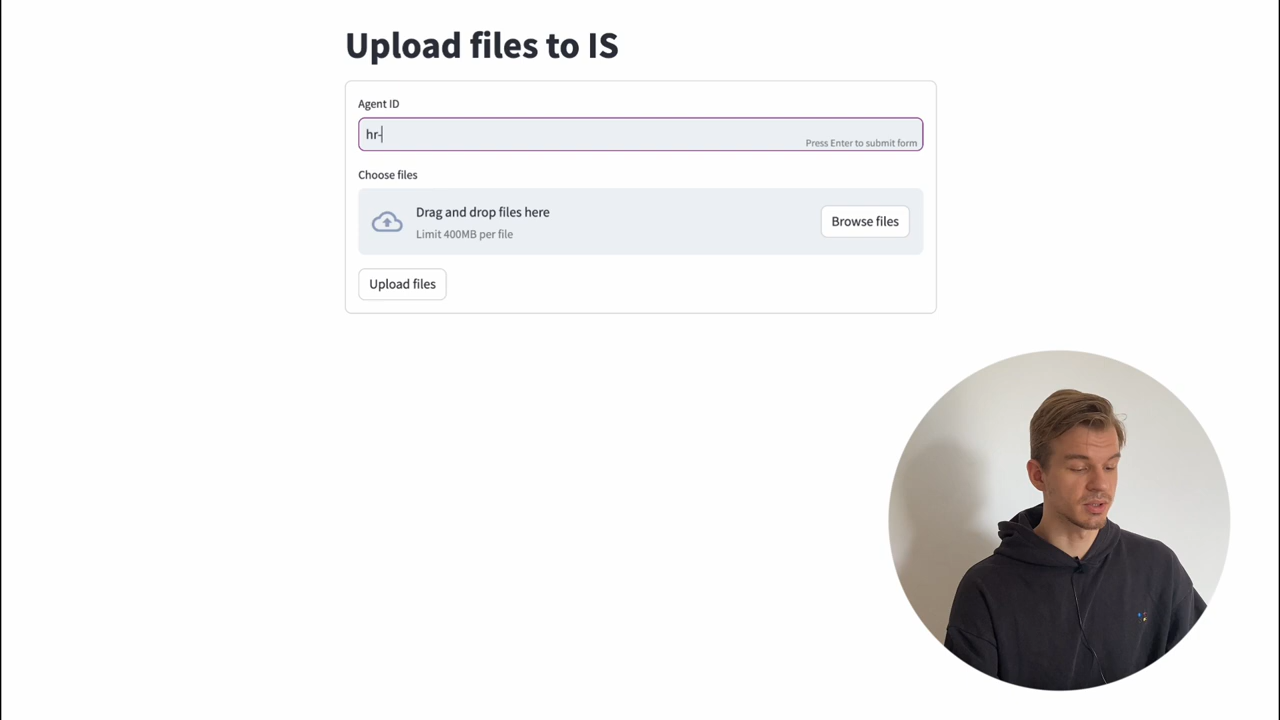 Upload files to IS
Agent ID
hr-
Press Enter to submit form
Choose files
Drag and drop files here
Limit 400MB per file
Browse files
Upload files